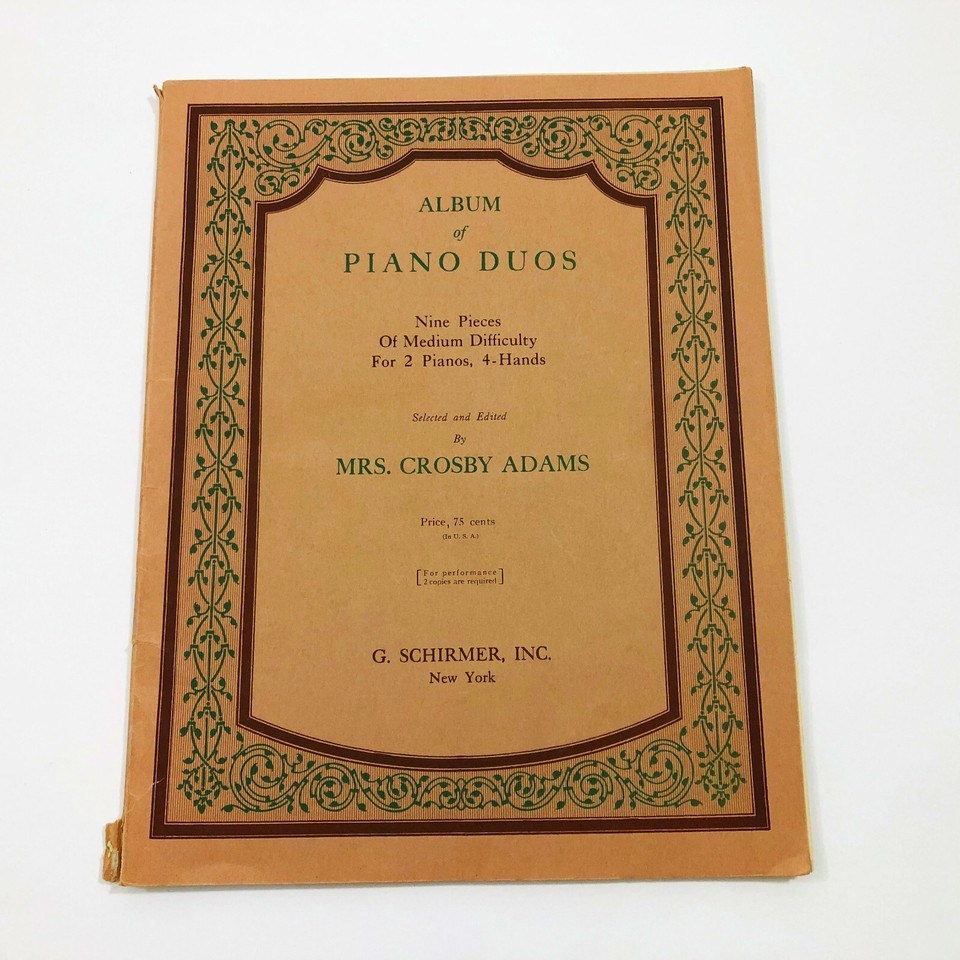 ALBUM
of
PIANO DUOS
Nine Pieces
Of Medium Difficulty
For 2 Pianos, 4-Hands
Selected and Edited
By
MRS. CROSBY ADAMS
Price, 75 cents
(In U. S. A.)
[For performance
2 copies are required]
G. SCHIRMER, INC.
New York